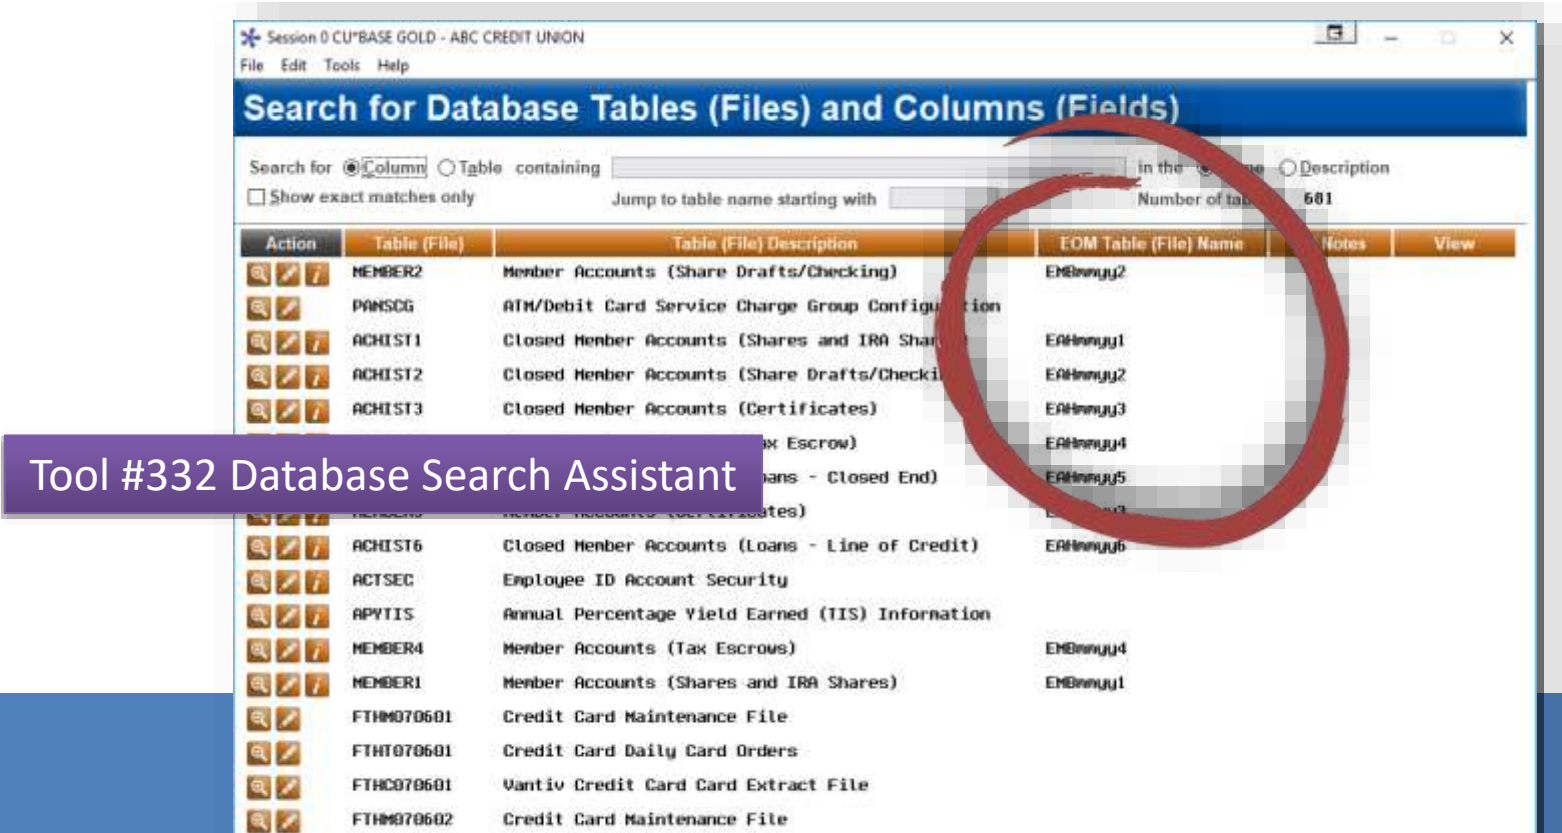 Session 0 CU*BASE GOLD - ABC CREDIT UNION
File Edit Tools Help
Search for Database Tables (Files) and Columns (Fields)
Search for Column Table containing in the Description
Show exact matches only Jump to table name starting with Number of 681
Action Table (File) Table (File) Description EOM Table (File) Name Notes View
MEMBER2 Member Accounts (Share Drafts/Checking) EMBmmyy2
PANSCG ATM/Debit Card Service Charge Group
ACHIST1 Closed Member Accounts (Shares and IRA EAHmmyy1
ACHIST2 Closed Member Accounts (Share EAHmmyy2
ACHIST3 Closed Member Accounts (Certificates) EAHmmyy3
Escrow) EAHmmyy4
Tool #332 Database Search Assistant
- Closed End) EAHmmyy5
ACHIST6 Closed Member Accounts (Loans - Line of Credit) EAHmmyy6
ACTSEC Employee ID Account Security
APYTIS Annual Percentage Yield Earned (TIS) Information
MEMBER4 Member Accounts (Tax Escrows) EMBmmyy4
MEMBER1 Member Accounts (Shares and IRA Shares) EMBmmyy1
FTHM070601 Credit Card Maintenance File
FTHT070601 Credit Card Daily Card Orders
FTHC070601 Vantiv Credit Card Card Extract File
FTHM070602 Credit Card Maintenance File